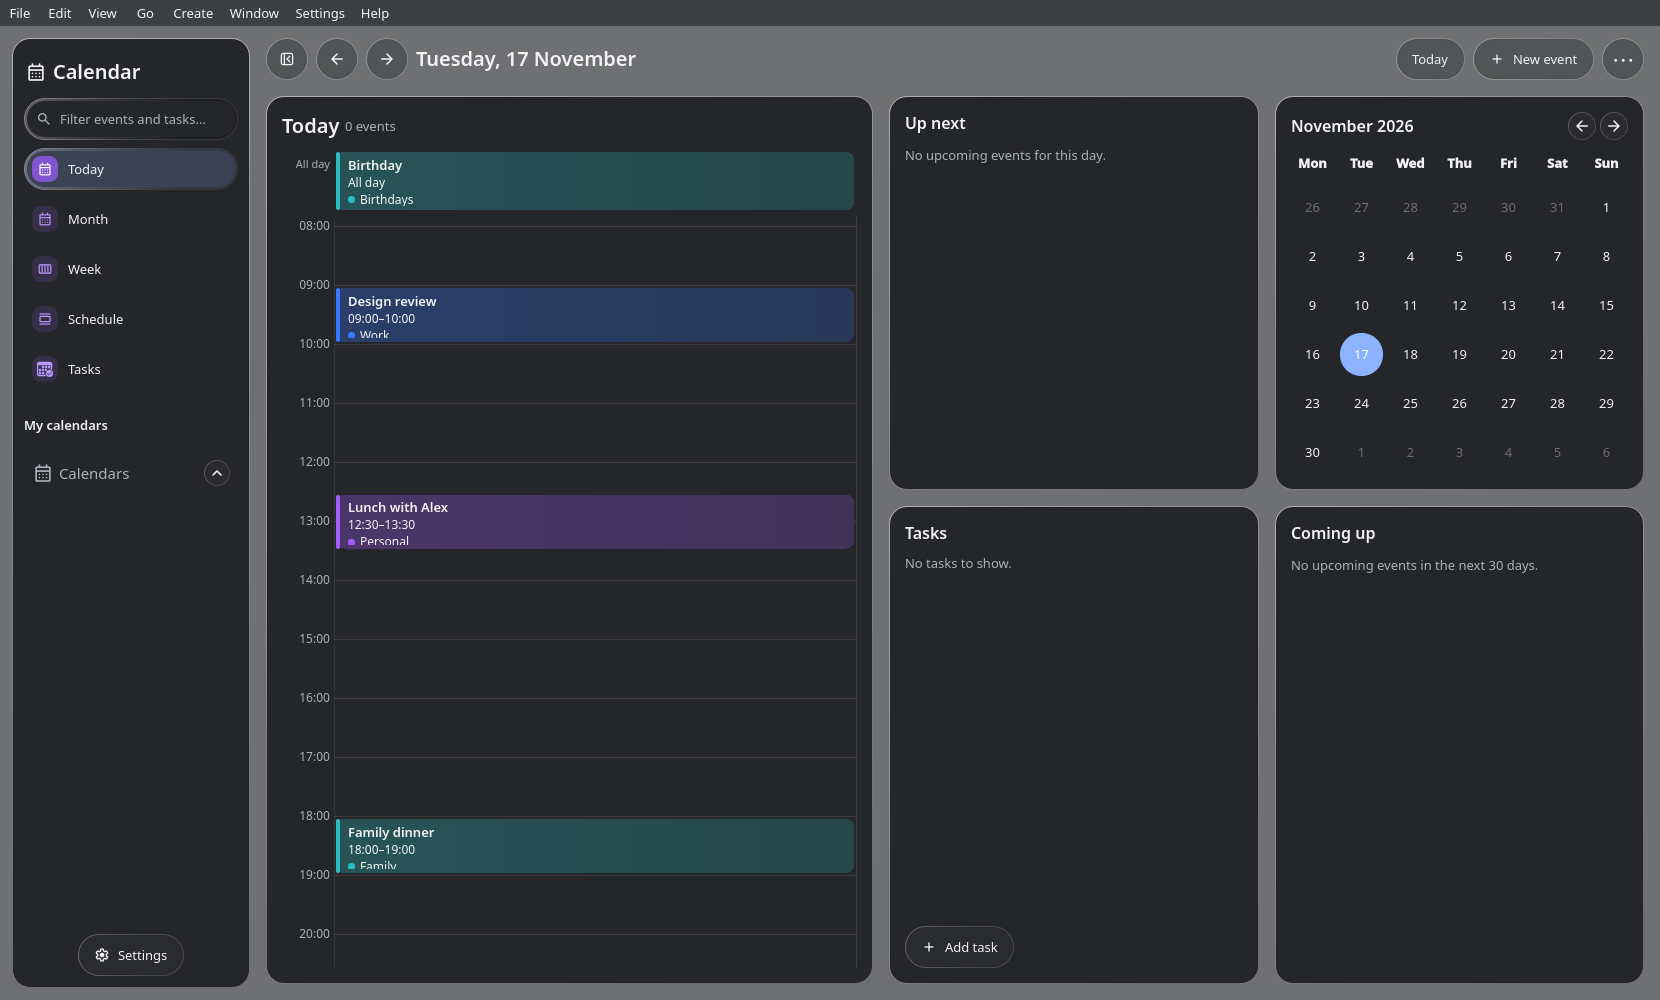 File Edit View Go Create Window Settings Help
Calendar
Filter events and tasks...
Today
Month
Week
Schedule
Tasks
My calendars
Calendars
Settings
Tuesday, 17 November
Today
New event
Today 0 events
All day
Birthday
All day
Birthdays
08:00
09:00
Design review
09:00–10:00
Work
10:00
11:00
12:00
Lunch with Alex
13:00
12:30–13:30
Personal
14:00
15:00
16:00
17:00
18:00
Family dinner
18:00–19:00
Family
19:00
20:00
Up next
No upcoming events for this day.
November 2026
Mon Tue Wed Thu Fri Sat Sun
26 27 28 29 30 31 1
2 3 4 5 6 7 8
9 10 11 12 13 14 15
16 17 18 19 20 21 22
23 24 25 26 27 28 29
30 1 2 3 4 5 6
Tasks
No tasks to show.
Add task
Coming up
No upcoming events in the next 30 days.